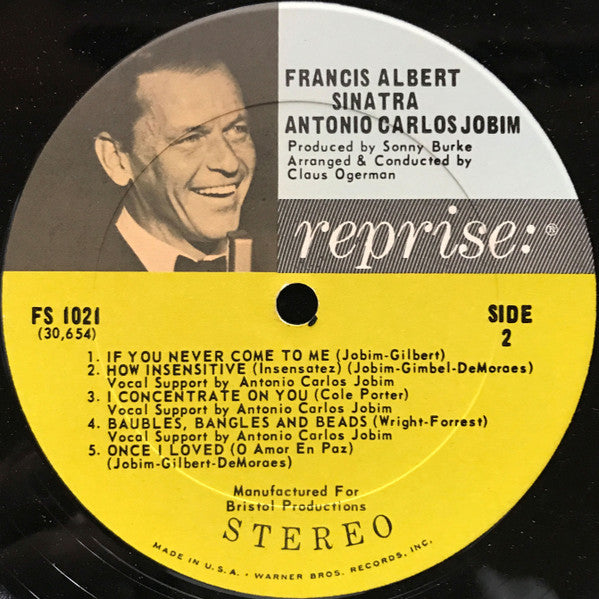 FRANCIS ALBERT
SINATRA
ANTONIO CARLOS JOBIM
Produced by Sonny Burke
Arranged & Conducted by
Claus Ogerman
reprise:®
FS 1021
(30,654)
SIDE
2
1. IF YOU NEVER COME TO ME (Jobim-Gilbert)
2. HOW INSENSITIVE (Insensatez) (Jobim-Gimbel-DeMoraes)
Vocal Support by Antonio Carlos Jobim
3. I CONCENTRATE ON YOU (Cole Porter)
Vocal Support by Antonio Carlos Jobim
4. BAUBLES, BANGLES AND BEADS (Wright-Forrest)
Vocal Support by Antonio Carlos Jobim
5. ONCE I LOVED (O Amor En Paz)
(Jobim-Gilbert-DeMoraes)
Manufactured For
Bristol Productions
STEREO
MADE IN U.S.A. • WARNER BROS. RECORDS, INC.